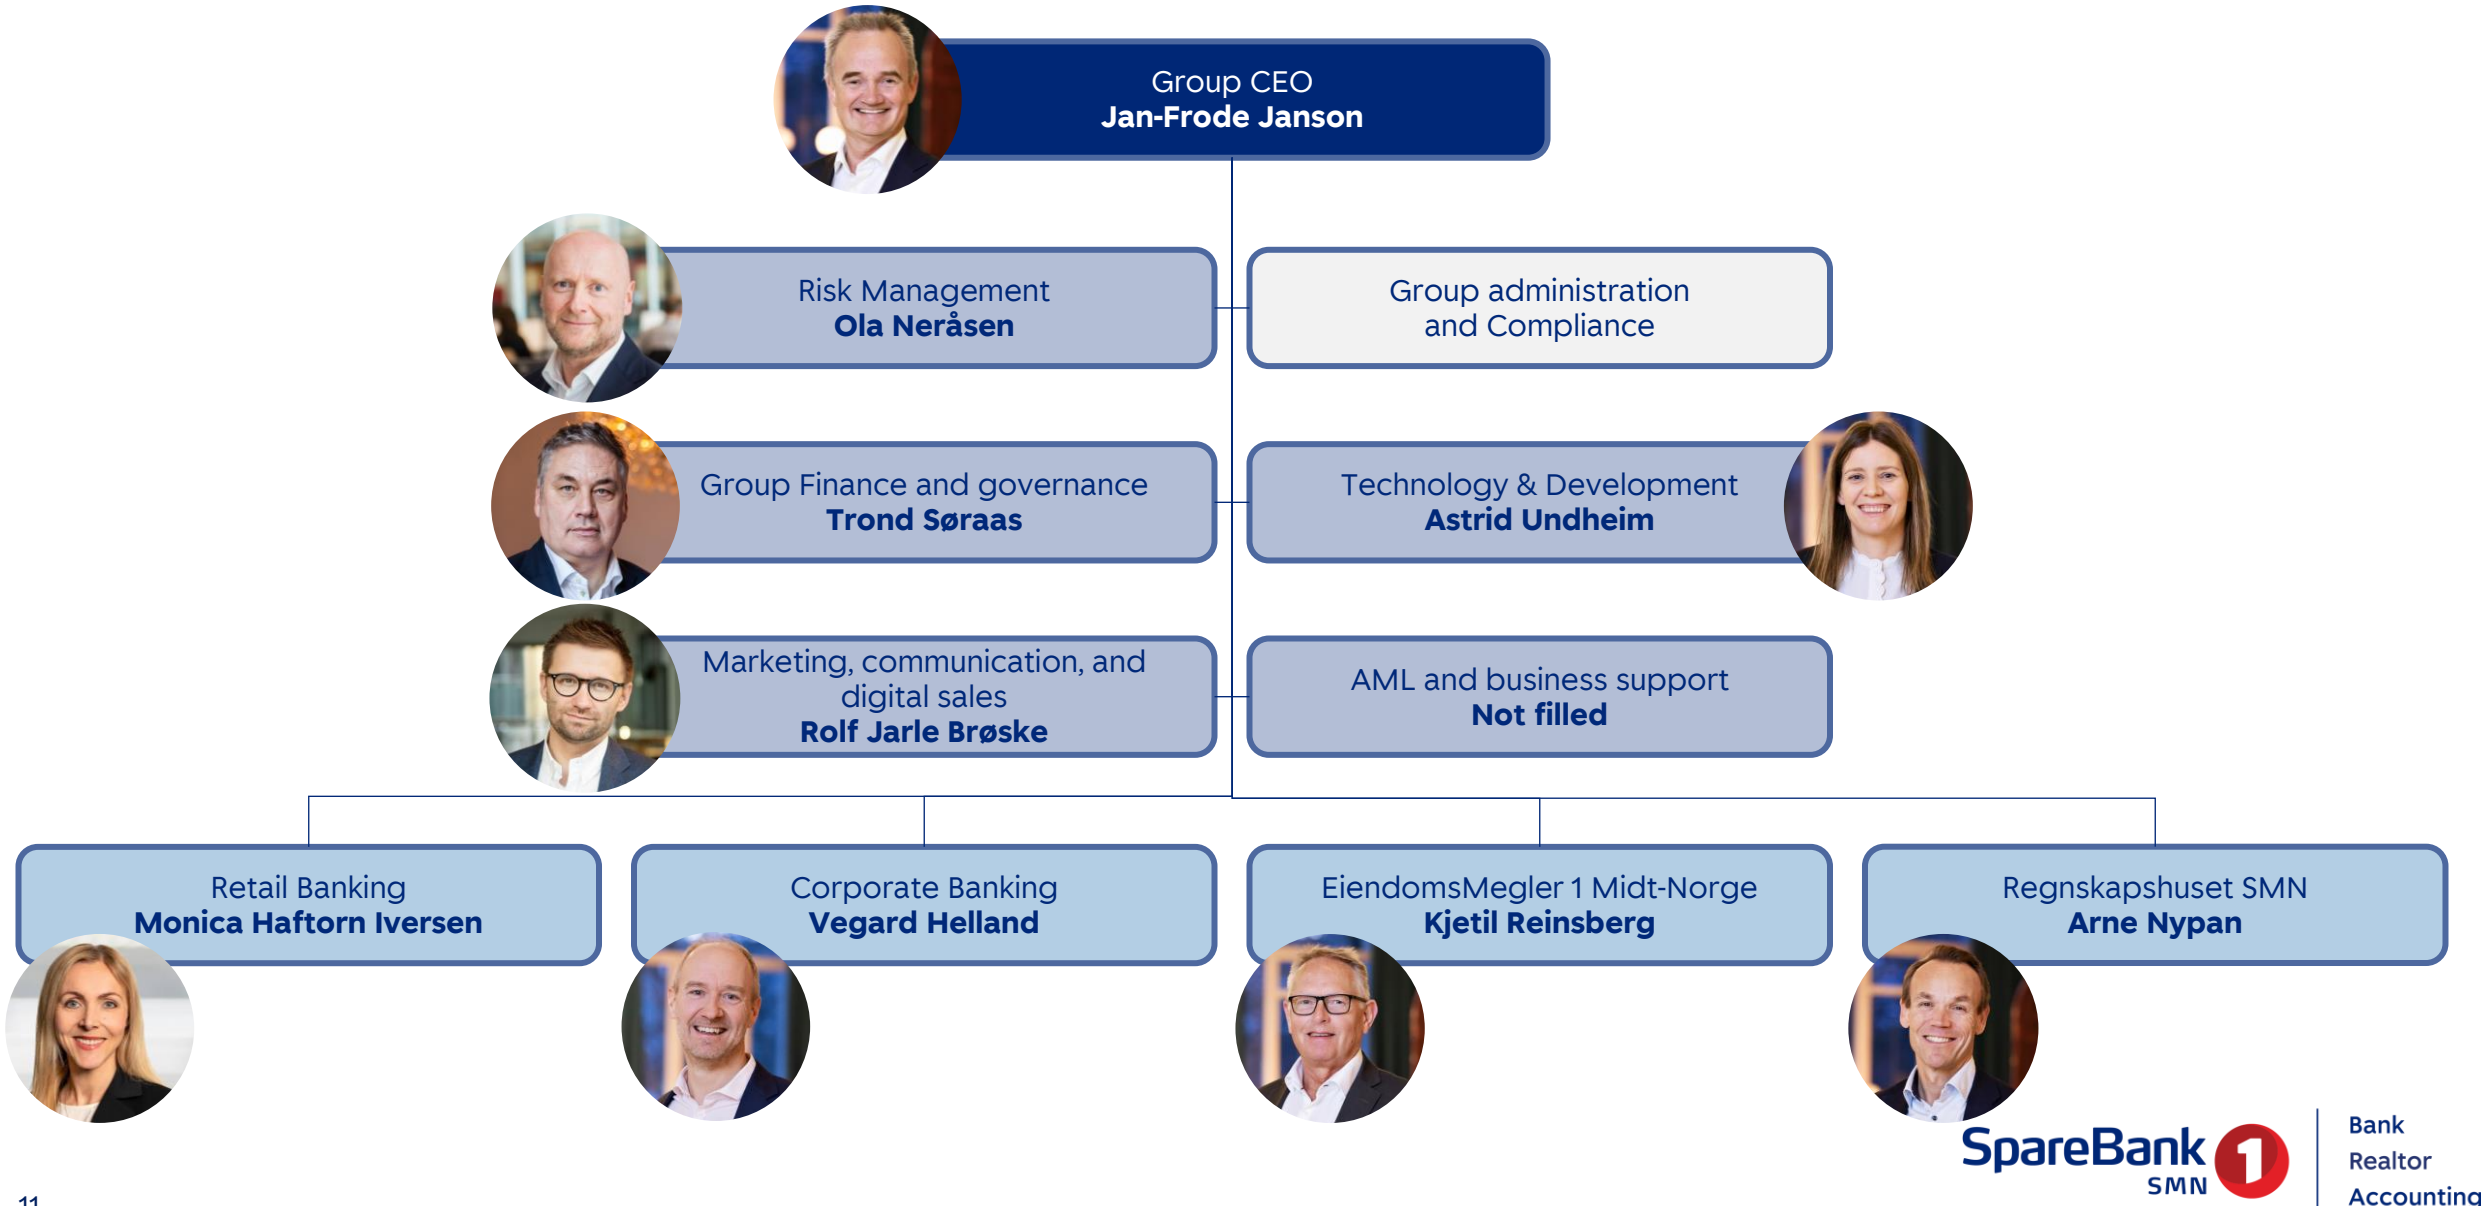 Group CEO
Jan-Frode Janson
Risk Management
Ola Neråsen
Group administration
and Compliance
Group Finance and governance
Trond Søraas
Technology & Development
Astrid Undheim
Marketing, communication, and
digital sales
Rolf Jarle Brøske
AML and business support
Not filled
Retail Banking
Monica Haftorn Iversen
Corporate Banking
Vegard Helland
EiendomsMegler 1 Midt-Norge
Kjetil Reinsberg
Regnskapshuset SMN
Arne Nypan
SpareBank 1
SMN
Bank
Realtor
Accounting
11